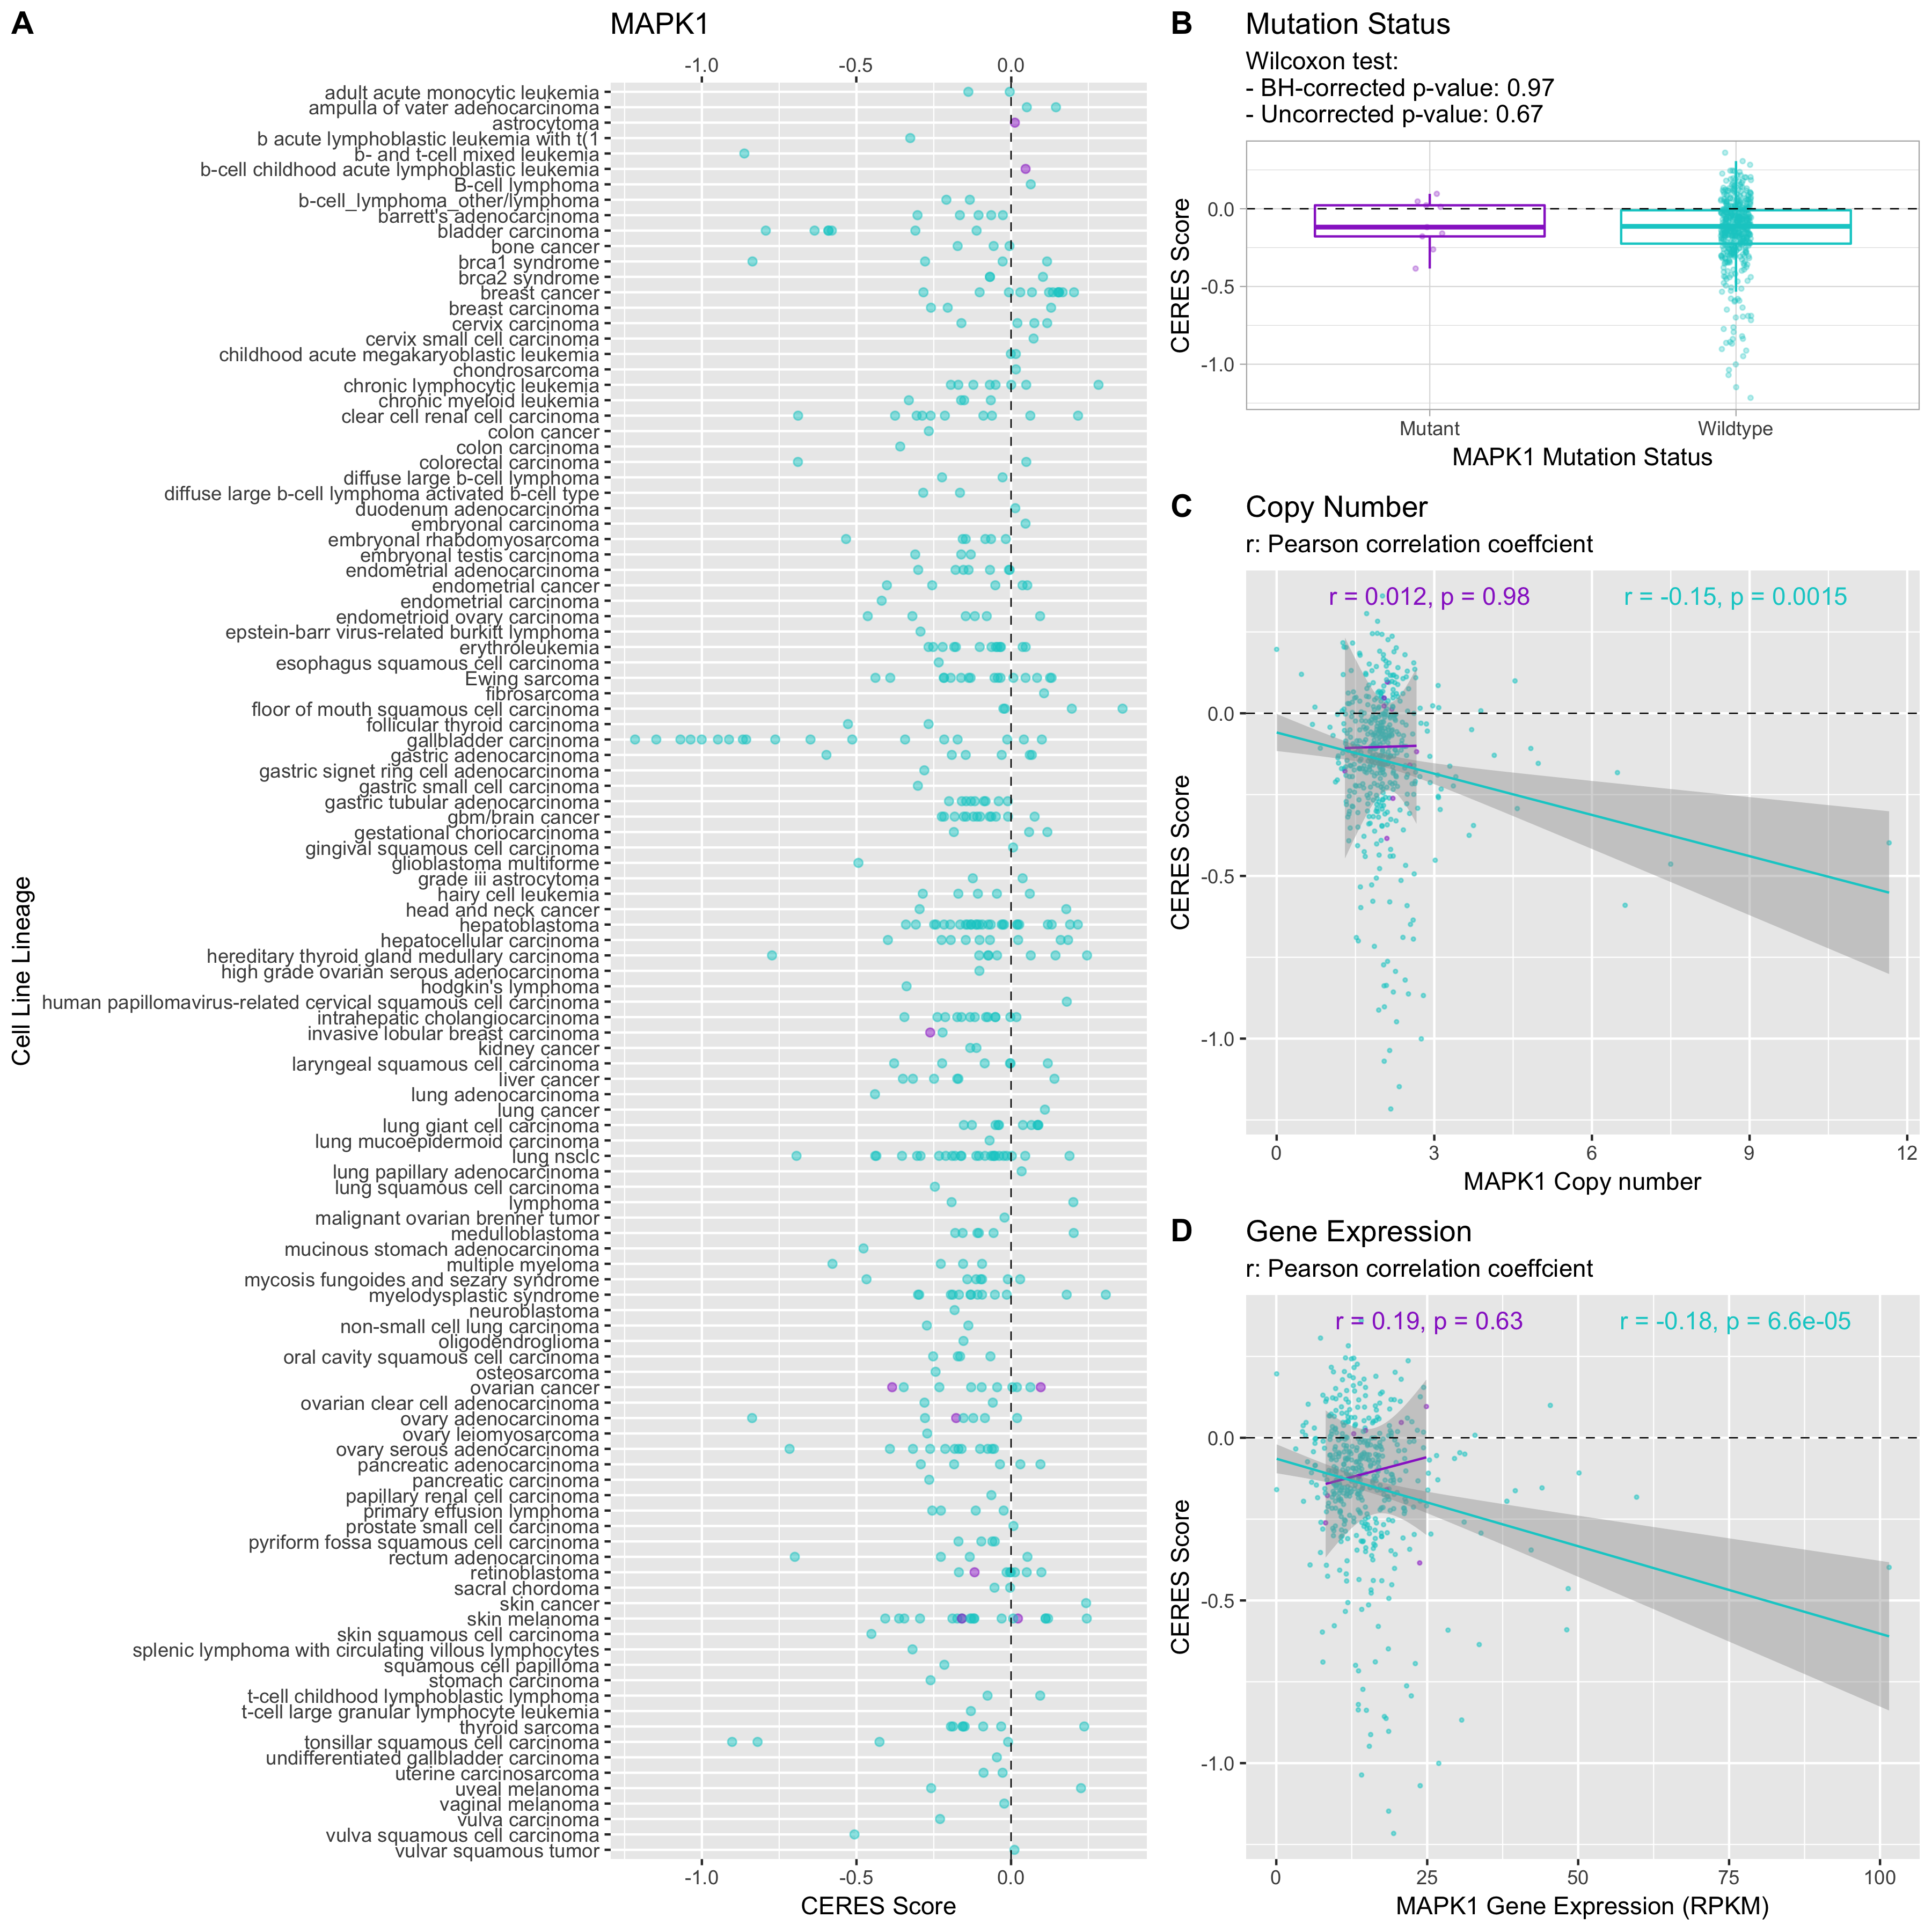 A
MAPK1
-1.0 -0.5 0.0
Cell Line Lineage
adult acute monocytic leukemia
ampulla of vater adenocarcinoma
astrocytoma
b acute lymphoblastic leukemia with t(1
b- and t-cell mixed leukemia
b-cell childhood acute lymphoblastic leukemia
B-cell lymphoma
b-cell_lymphoma_other/lymphoma
barrett's adenocarcinoma
bladder carcinoma
bone cancer
brca1 syndrome
brca2 syndrome
breast cancer
breast carcinoma
cervix carcinoma
cervix small cell carcinoma
childhood acute megakaryoblastic leukemia
chondrosarcoma
chronic lymphocytic leukemia
chronic myeloid leukemia
clear cell renal cell carcinoma
colon cancer
colon carcinoma
colorectal carcinoma
diffuse large b-cell lymphoma
diffuse large b-cell lymphoma activated b-cell type
duodenum adenocarcinoma
embryonal carcinoma
embryonal rhabdomyosarcoma
embryonal testis carcinoma
endometrial adenocarcinoma
endometrial cancer
endometrial carcinoma
endometrioid ovary carcinoma
epstein-barr virus-related burkitt lymphoma
erythroleukemia
esophagus squamous cell carcinoma
Ewing sarcoma
fibrosarcoma
floor of mouth squamous cell carcinoma
follicular thyroid carcinoma
gallbladder carcinoma
gastric adenocarcinoma
gastric signet ring cell adenocarcinoma
gastric small cell carcinoma
gastric tubular adenocarcinoma
gbm/brain cancer
gestational choriocarcinoma
gingival squamous cell carcinoma
glioblastoma multiforme
grade iii astrocytoma
hairy cell leukemia
head and neck cancer
hepatoblastoma
hepatocellular carcinoma
hereditary thyroid gland medullary carcinoma
high grade ovarian serous adenocarcinoma
hodgkin's lymphoma
human papillomavirus-related cervical squamous cell carcinoma
intrahepatic cholangiocarcinoma
invasive lobular breast carcinoma
kidney cancer
laryngeal squamous cell carcinoma
liver cancer
lung adenocarcinoma
lung cancer
lung giant cell carcinoma
lung mucoepidermoid carcinoma
lung nsclc
lung papillary adenocarcinoma
lung squamous cell carcinoma
lymphoma
malignant ovarian brenner tumor
medulloblastoma
mucinous stomach adenocarcinoma
multiple myeloma
mycosis fungoides and sezary syndrome
myelodysplastic syndrome
neuroblastoma
non-small cell lung carcinoma
oligodendroglioma
oral cavity squamous cell carcinoma
osteosarcoma
ovarian cancer
ovarian clear cell adenocarcinoma
ovary adenocarcinoma
ovary leiomyosarcoma
ovary serous adenocarcinoma
pancreatic adenocarcinoma
pancreatic carcinoma
papillary renal cell carcinoma
primary effusion lymphoma
prostate small cell carcinoma
pyriform fossa squamous cell carcinoma
rectum adenocarcinoma
retinoblastoma
sacral chordoma
skin cancer
skin melanoma
skin squamous cell carcinoma
splenic lymphoma with circulating villous lymphocytes
squamous cell papilloma
stomach carcinoma
t-cell childhood lymphoblastic lymphoma
t-cell large granular lymphocyte leukemia
thyroid sarcoma
tonsillar squamous cell carcinoma
undifferentiated gallbladder carcinoma
uterine carcinosarcoma
uveal melanoma
vaginal melanoma
vulva carcinoma
vulva squamous cell carcinoma
vulvar squamous tumor
-1.0 -0.5 0.0
CERES Score
B
Mutation Status
Wilcoxon test:
- BH-corrected p-value: 0.97
- Uncorrected p-value: 0.67
CERES Score
0.0
-0.5
-1.0
Mutant Wildtype
MAPK1 Mutation Status
C
Copy Number
r: Pearson correlation coeffcient
r = 0.012, p = 0.98 r = -0.15, p = 0.0015
CERES Score
0.0
-0.5
-1.0
0 3 6 9 12
MAPK1 Copy number
D
Gene Expression
r: Pearson correlation coeffcient
r = 0.19, p = 0.63 r = -0.18, p = 6.6e-05
CERES Score
0.0
-0.5
-1.0
0 25 50 75 100
MAPK1 Gene Expression (RPKM)